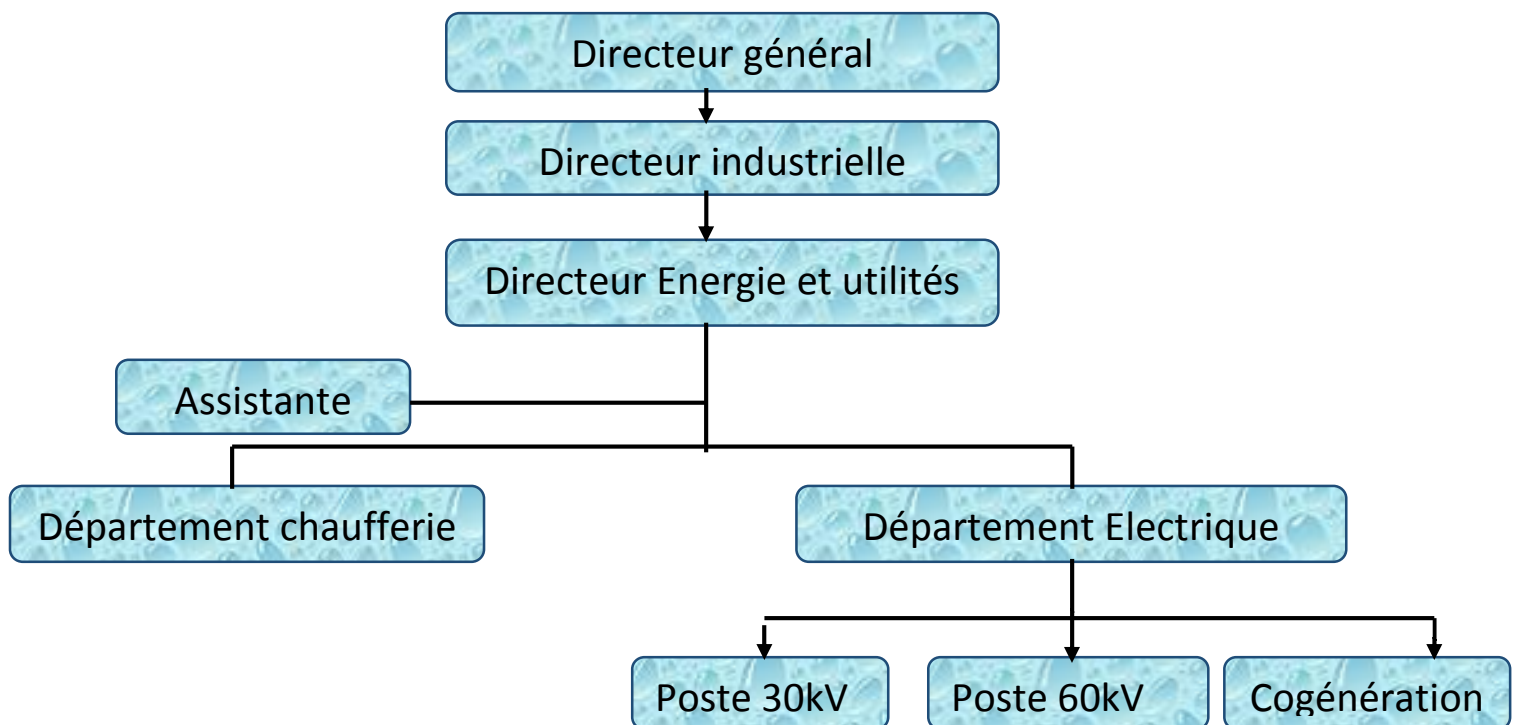 Directeur général
Directeur industrielle
Directeur Energie et utilités
Assistante
Département chaufferie
Département Electrique
Poste 30kV
Poste 60kV
Cogénération